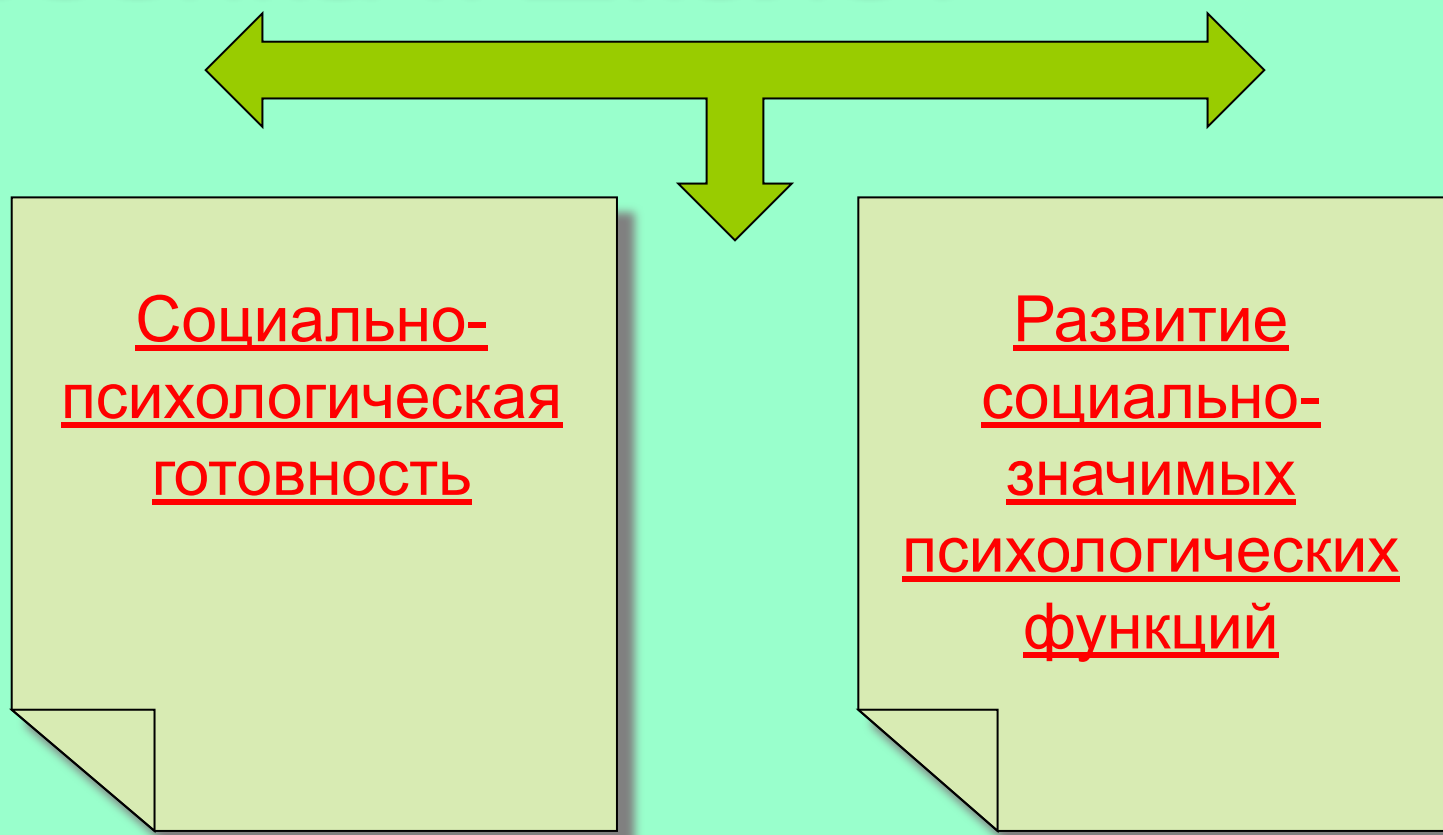 Социально-
психологическая
готовность
Развитие
социально-
значимых
психологических
функций